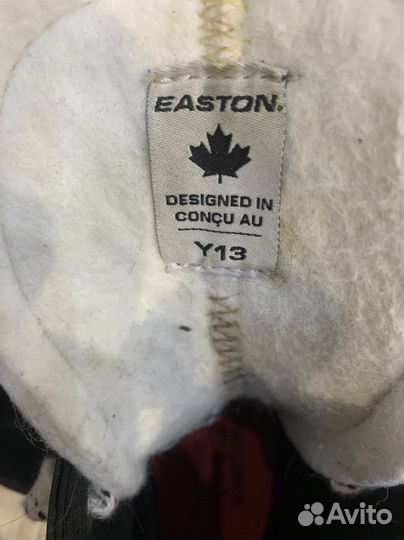 EASTON.
DESIGNED IN
CONÇU AU
Y13
Avito